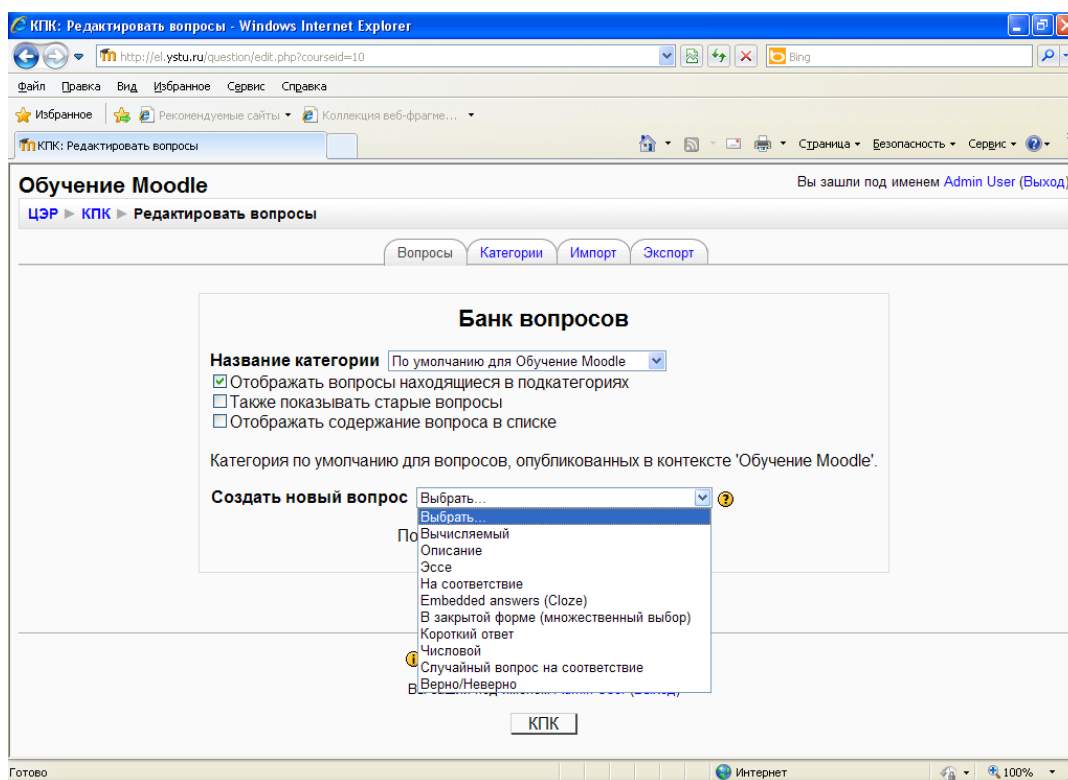 КПК: Редактировать вопросы - Windows Internet Explorer
http://el.ystu.ru/question/edit.php?courseid=10
Bing
Файл Правка Вид Избранное Сервис Справка
Избранное Рекомендуемые сайты Коллекция веб-фрагме...
КПК: Редактировать вопросы Страница Безопасность Сервис
Обучение Moodle
Вы зашли под именем Admin User (Выход)
ЦЭР ► КПК ► Редактировать вопросы
Вопросы Категории Импорт Экспорт
Банк вопросов
Название категории По умолчанию для Обучение Moodle
Отображать вопросы находящиеся в подкатегориях
Также показывать старые вопросы
Отображать содержание вопроса в списке
Категория по умолчанию для вопросов, опубликованных в контексте 'Обучение Moodle'.
Создать новый вопрос Выбрать...
Выбрать...
По
Вычисляемый
Описание
Эссе
На соответствие
Embedded answers (Cloze)
В закрытой форме (множественный выбор)
Короткий ответ
Числовой
Случайный вопрос на соответствие
Верно/Неверно
КПК
Готово Интернет 100%